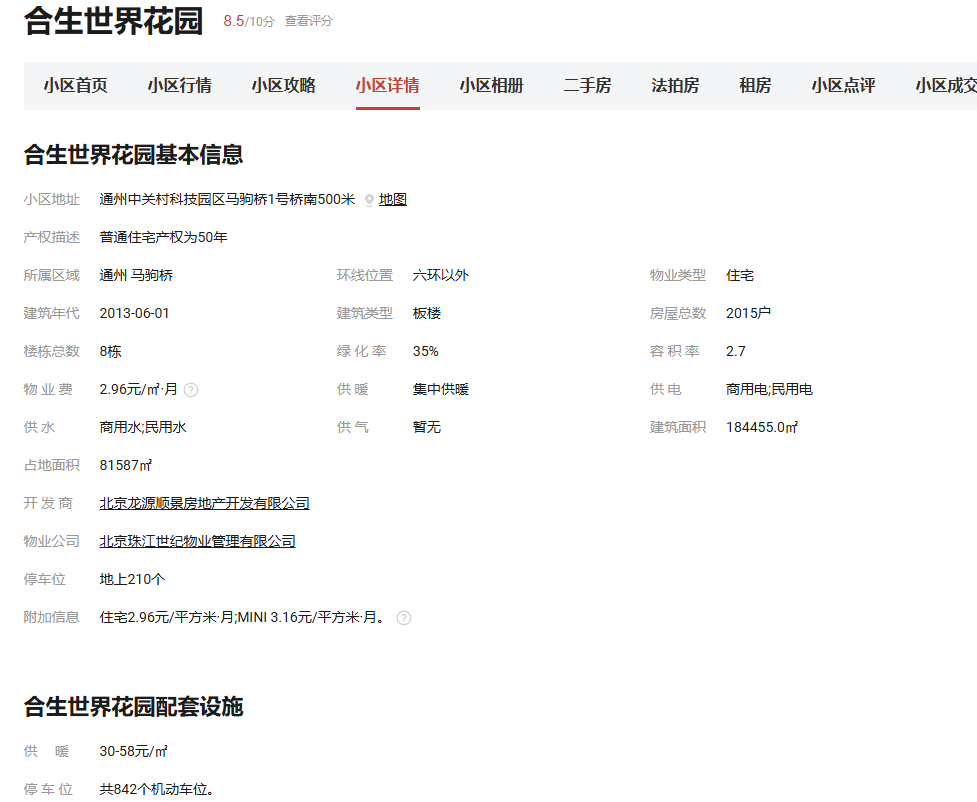 合生世界花园 8.5/10分 查看评分
小区首页 小区行情 小区攻略 小区详情 小区相册 二手房 法拍房 租房 小区点评 小区成交
合生世界花园基本信息
小区地址 通州中关村科技园区马驹桥1号桥南500米 地图
产权描述 普通住宅产权为50年
所属区域 通州 马驹桥 环线位置 六环以外 物业类型 住宅
建筑年代 2013-06-01 建筑类型 板楼 房屋总数 2015户
楼栋总数 8栋 绿 化 率 35% 容 积 率 2.7
物 业 费 2.96元/㎡·月 ? 供 暖 集中供暖 供 电 商用电;民用电
供 水 商用水;民用水 供 气 暂无 建筑面积 184455.0㎡
占地面积 81587㎡
开 发 商 北京龙源顺景房地产开发有限公司
物业公司 北京珠江世纪物业管理有限公司
停车位 地上210个
附加信息 住宅2.96元/平方米·月;MINI 3.16元/平方米·月。 ?
合生世界花园配套设施
供 暖 30-58元/㎡
停 车 位 共842个机动车位。